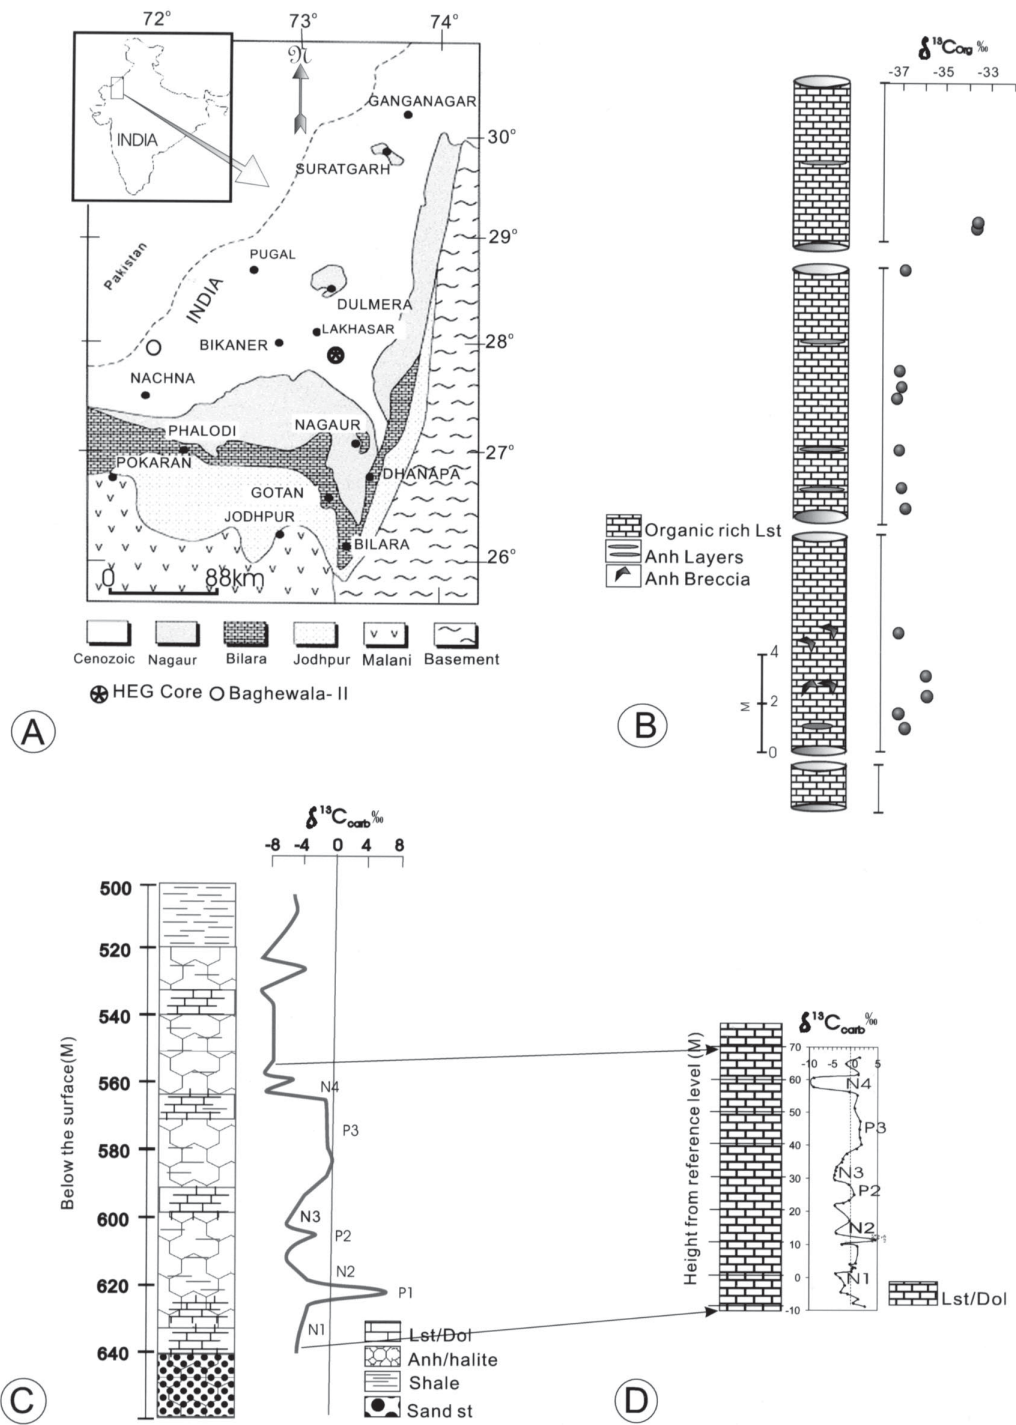 72° 73° 74°
N
GANGANAGAR
30°
INDIA
SURATGARH
29°
Pakistan
PUGAL
INDIA
DULMERA
LAKHASAR
BIKANER
28°
NACHNA
PHALODI
NAGAUR
27°
POKARAN
DHANAPA
GOTAN
JODHPUR
BILARA
26°
0 88km
Cenozoic Nagaur Bilara Jodhpur Malani Basement
HEG Core Baghewala-II
A
δ ¹³Corg ‰
-37 -35 -33
Organic rich Lst
Anh Layers
Anh Breccia
4
2
0
M
B
δ ¹³Ccarb‰
-8 -4 0 4 8
500
520
540
560
580
600
620
640
Below the surface(M)
N4
P3
N3
P2
N2
P1
N1
Lst/Dol
Anh/halite
Shale
Sand st
C
δ ¹³Ccarb‰
70
60
50
40
30
20
10
0
-10
-10 -5 0 5
Height from reference level (M)
N4
P3
N3
P2
N2
P1
N1
Lst/Dol
D